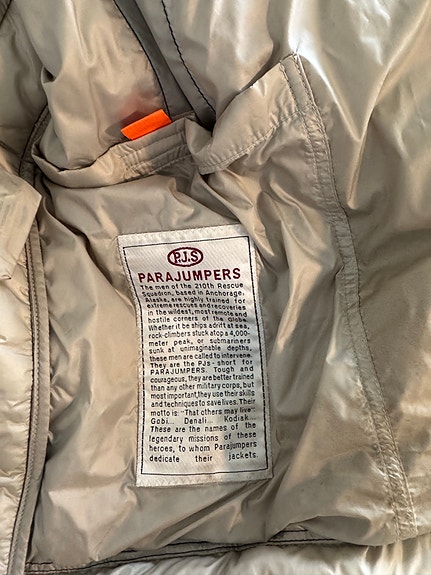 P.J.S
PARAJUMPERS
The men of the 210th Rescue
Squadron, based in Anchorage,
Alaska, are highly trained for
extreme rescues and recoveries
in the wildest, most remote and
hostile corners of the Globe.
Whether it be ships adrift at sea,
rock-climbers stuck atop a 4,000-
meter peak, or submariners
sunk at unimaginable depths,
these men are called to intervene.
They are the PJs - short for
PARAJUMPERS. Tough and
courageous, they are better trained
than any other military corps, but
most important, they use their skills
and techniques to save lives. Their
motto is: "That others may live"
Gobi... Denali... Kodiak...
These are the names of the
legendary missions of these
heroes, to whom Parajumpers
dedicate their jackets.